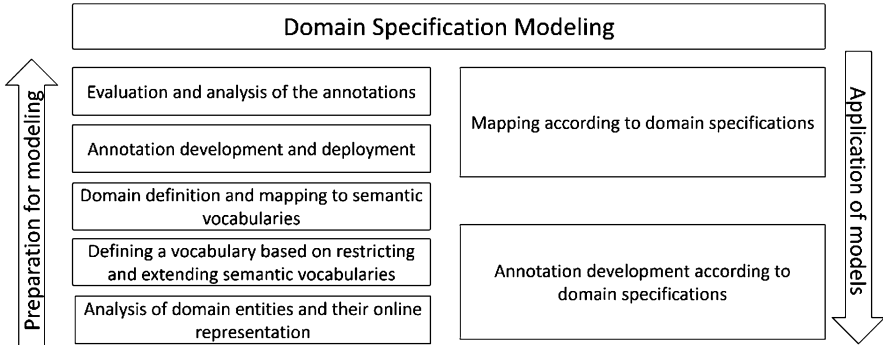 Domain Specification Modeling
Preparation for modeling
Evaluation and analysis of the annotations
Annotation development and deployment
Domain definition and mapping to semantic
vocabularies
Defining a vocabulary based on restricting
and extending semantic vocabularies
Analysis of domain entities and their online
representation
Mapping according to domain specifications
Annotation development according to
domain specifications
Application of models